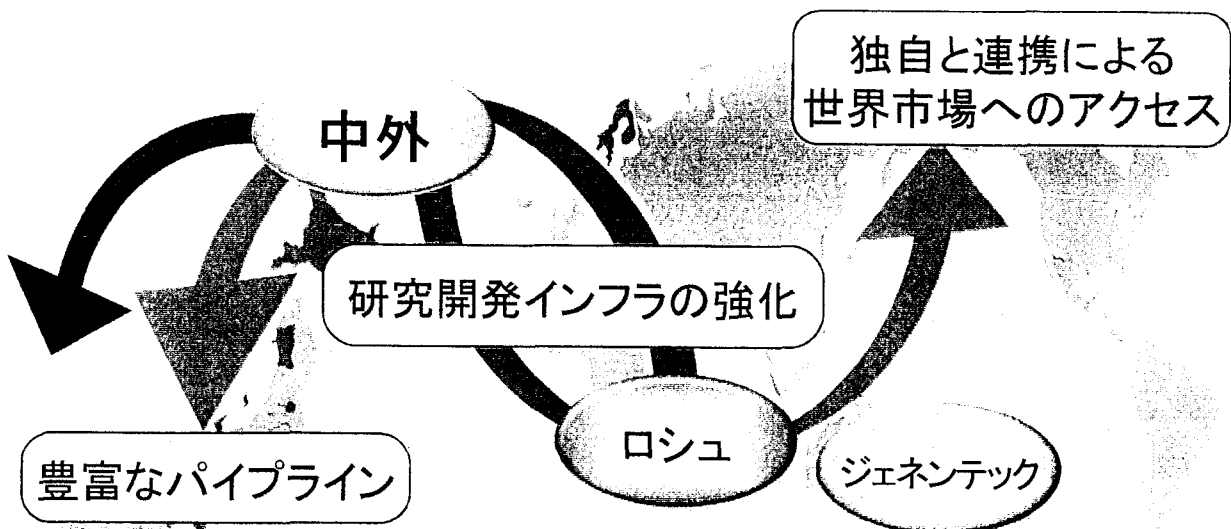 独自と連携による
世界市場へのアクセス
中外
研究開発インフラの強化
ロシュ
ジェネンテック
豊富なパイプライン